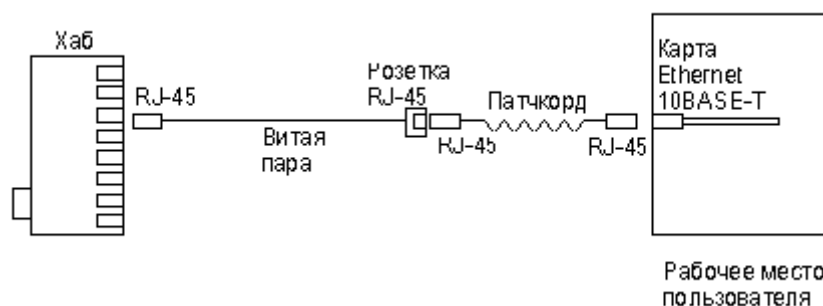 Хаб
RJ-45
Витая
пара
Розетка
RJ-45
RJ-45
Патчкорд
RJ-45
Карта
Ethernet
10BASE-T
Рабочее место
пользователя